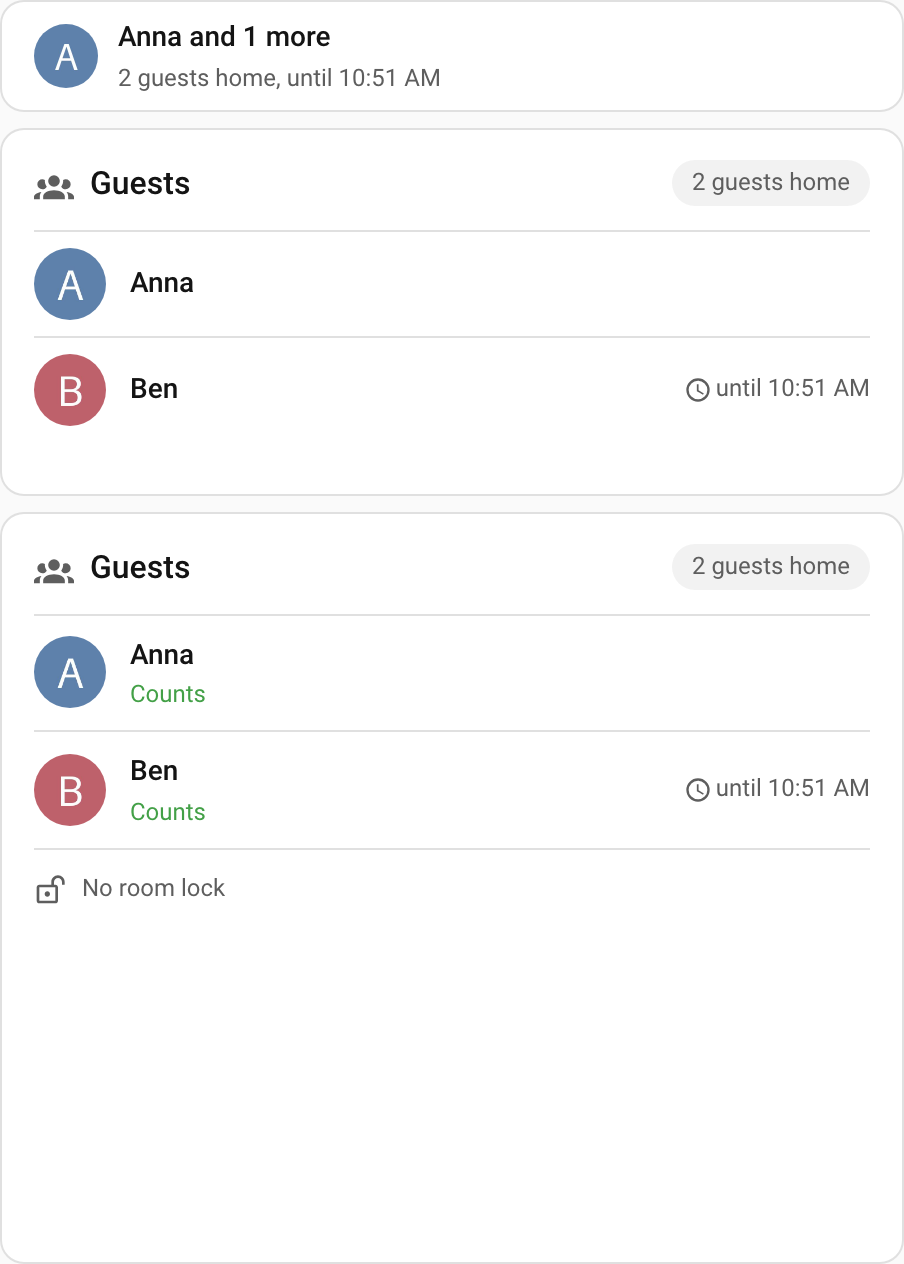 A
Anna and 1 more
2 guests home, until 10:51 AM
Guests
2 guests home
A
Anna
B
Ben
until 10:51 AM
Guests
2 guests home
A
Anna
Counts
B
Ben
Counts
until 10:51 AM
No room lock